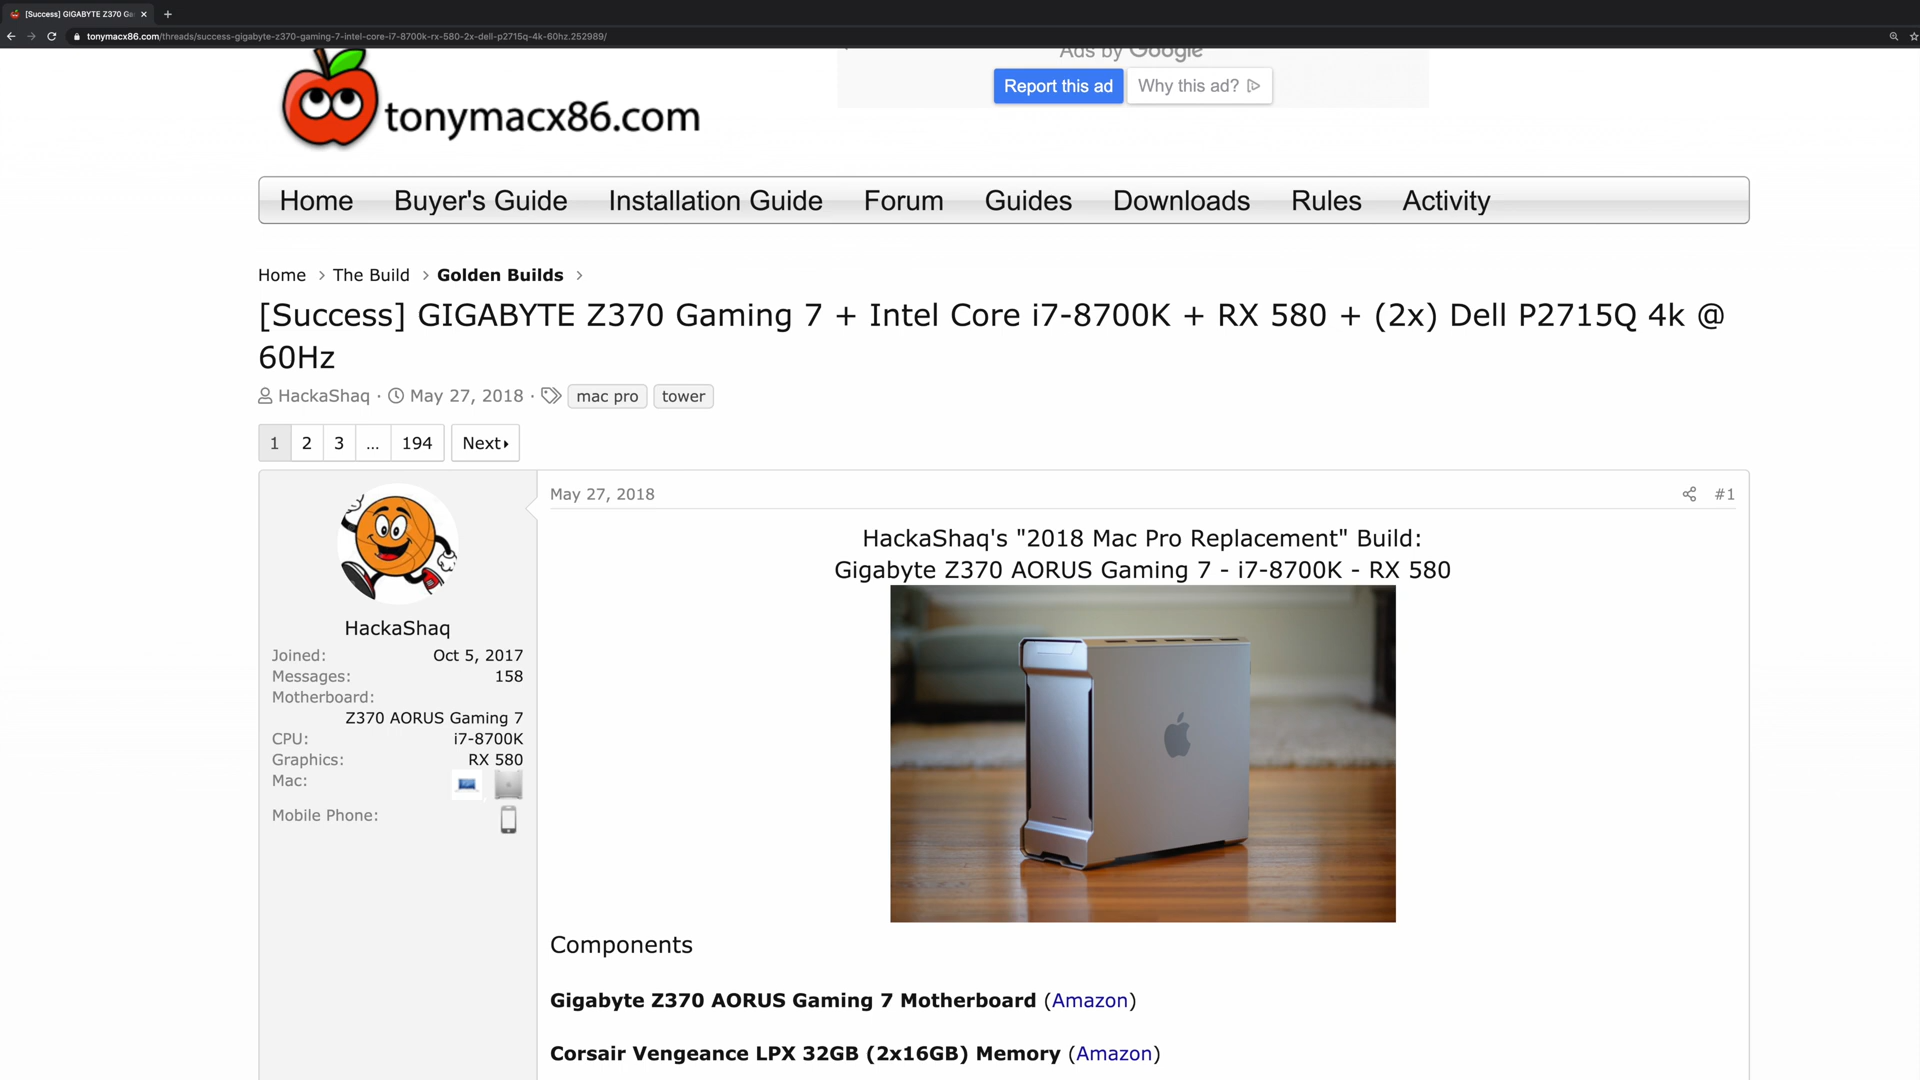 [Success] GIGABYTE Z370 Ga
tonymacx86.com/threads/success-gigabyte-z370-gaming-7-intel-core-i7-8700k-rx-580-2x-dell-p2715q-4k-60hz.252989/
Ads by Google
Report this ad
Why this ad?
tonymacx86.com
Home Buyer's Guide Installation Guide Forum Guides Downloads Rules Activity
Home > The Build > Golden Builds >
[Success] GIGABYTE Z370 Gaming 7 + Intel Core i7-8700K + RX 580 + (2x) Dell P2715Q 4k @
60Hz
HackaShaq · May 27, 2018 · mac pro tower
1 2 3 ... 194 Next
May 27, 2018 #1
HackaShaq
Joined: Oct 5, 2017
Messages: 158
Motherboard:
Z370 AORUS Gaming 7
CPU: i7-8700K
Graphics: RX 580
Mac:
Mobile Phone:
HackaShaq's "2018 Mac Pro Replacement" Build:
Gigabyte Z370 AORUS Gaming 7 - i7-8700K - RX 580
Components
Gigabyte Z370 AORUS Gaming 7 Motherboard (Amazon)
Corsair Vengeance LPX 32GB (2x16GB) Memory (Amazon)